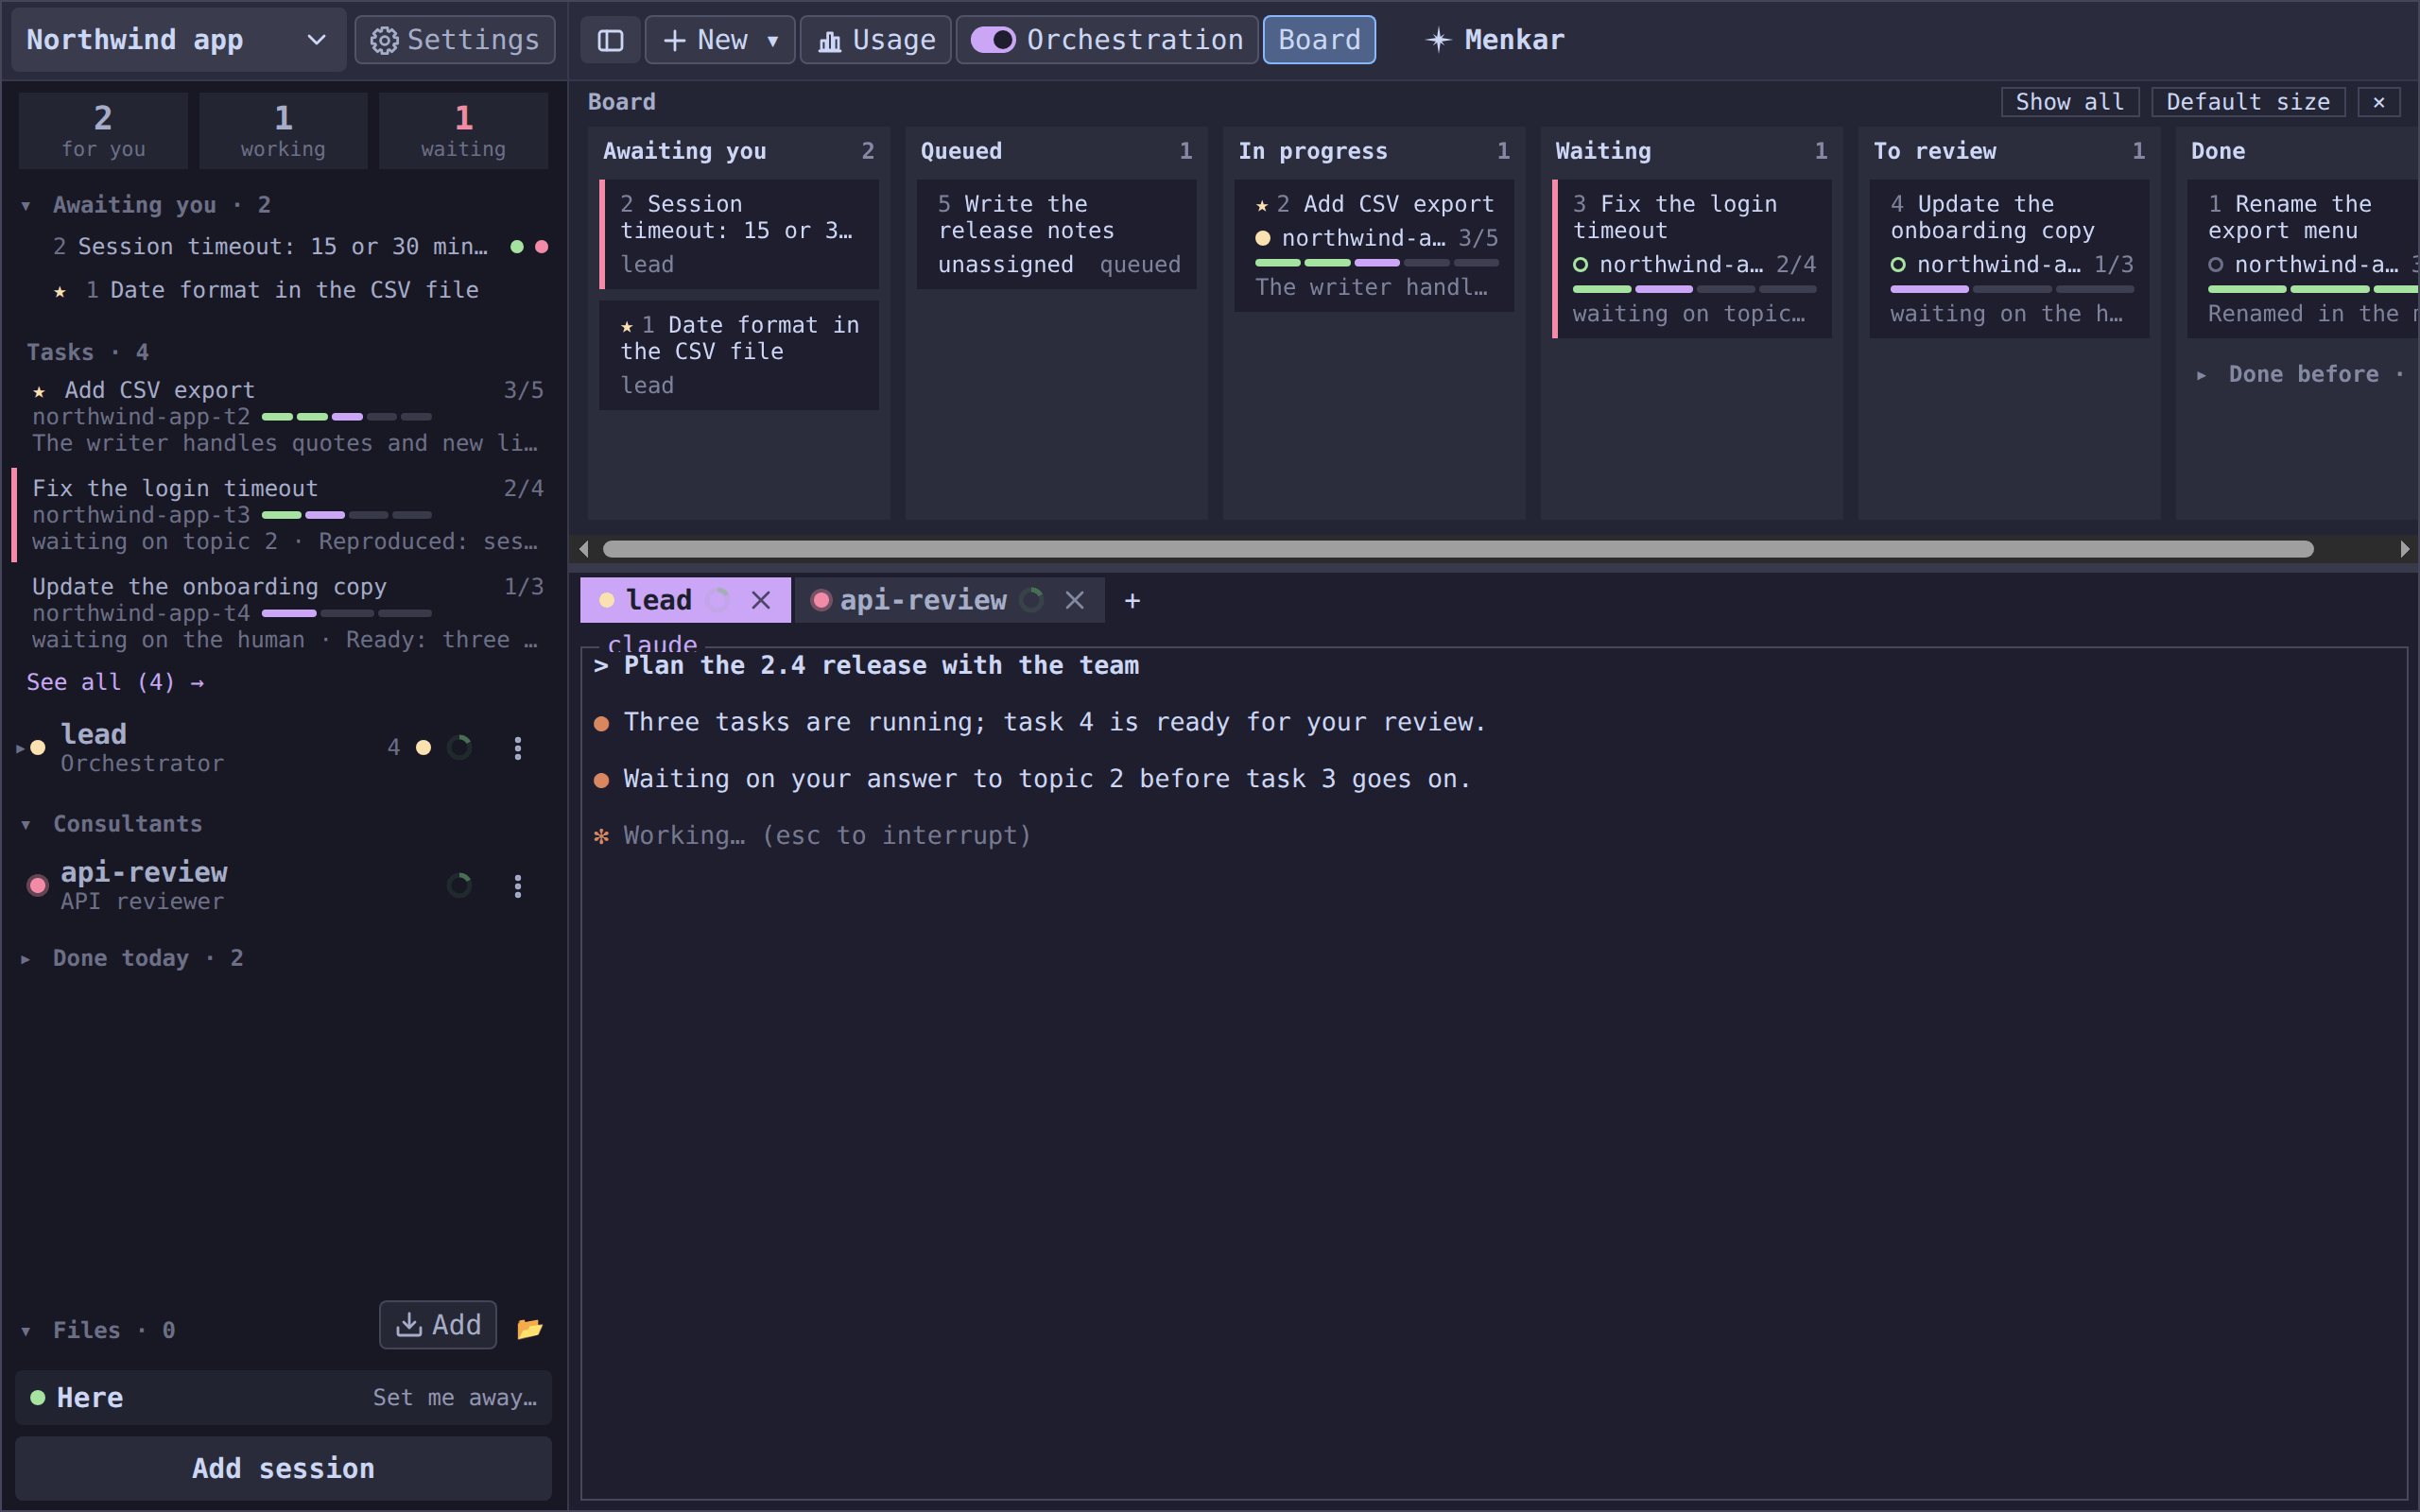 Northwind app
Settings
New ▾
Usage
Orchestration
Board
Menkar
2
for you
1
working
1
waiting
▾ Awaiting you · 2
2 Session timeout: 15 or 30 min…
★ 1 Date format in the CSV file
Tasks · 4
★ Add CSV export 3/5
northwind-app-t2
The writer handles quotes and new li…
Fix the login timeout 2/4
northwind-app-t3
waiting on topic 2 · Reproduced: ses…
Update the onboarding copy 1/3
northwind-app-t4
waiting on the human · Ready: three …
See all (4) →
lead 4
Orchestrator
▾ Consultants
api-review
API reviewer
▸ Done today · 2
▾ Files · 0
Add
Here
Set me away…
Add session
Board
Show all
Default size
×
Awaiting you 2
2 Session
timeout: 15 or 3…
lead
★ 1 Date format in
the CSV file
lead
Queued 1
5 Write the
release notes
unassigned queued
In progress 1
★ 2 Add CSV export
northwind-a… 3/5
The writer handl…
Waiting 1
3 Fix the login
timeout
northwind-a… 2/4
waiting on topic…
To review 1
4 Update the
onboarding copy
northwind-a… 1/3
waiting on the h…
Done
1 Rename the
export menu
northwind-a…
Renamed in the
▸ Done before ·
lead
api-review
+
claude
> Plan the 2.4 release with the team
● Three tasks are running; task 4 is ready for your review.
● Waiting on your answer to topic 2 before task 3 goes on.
✻ Working… (esc to interrupt)